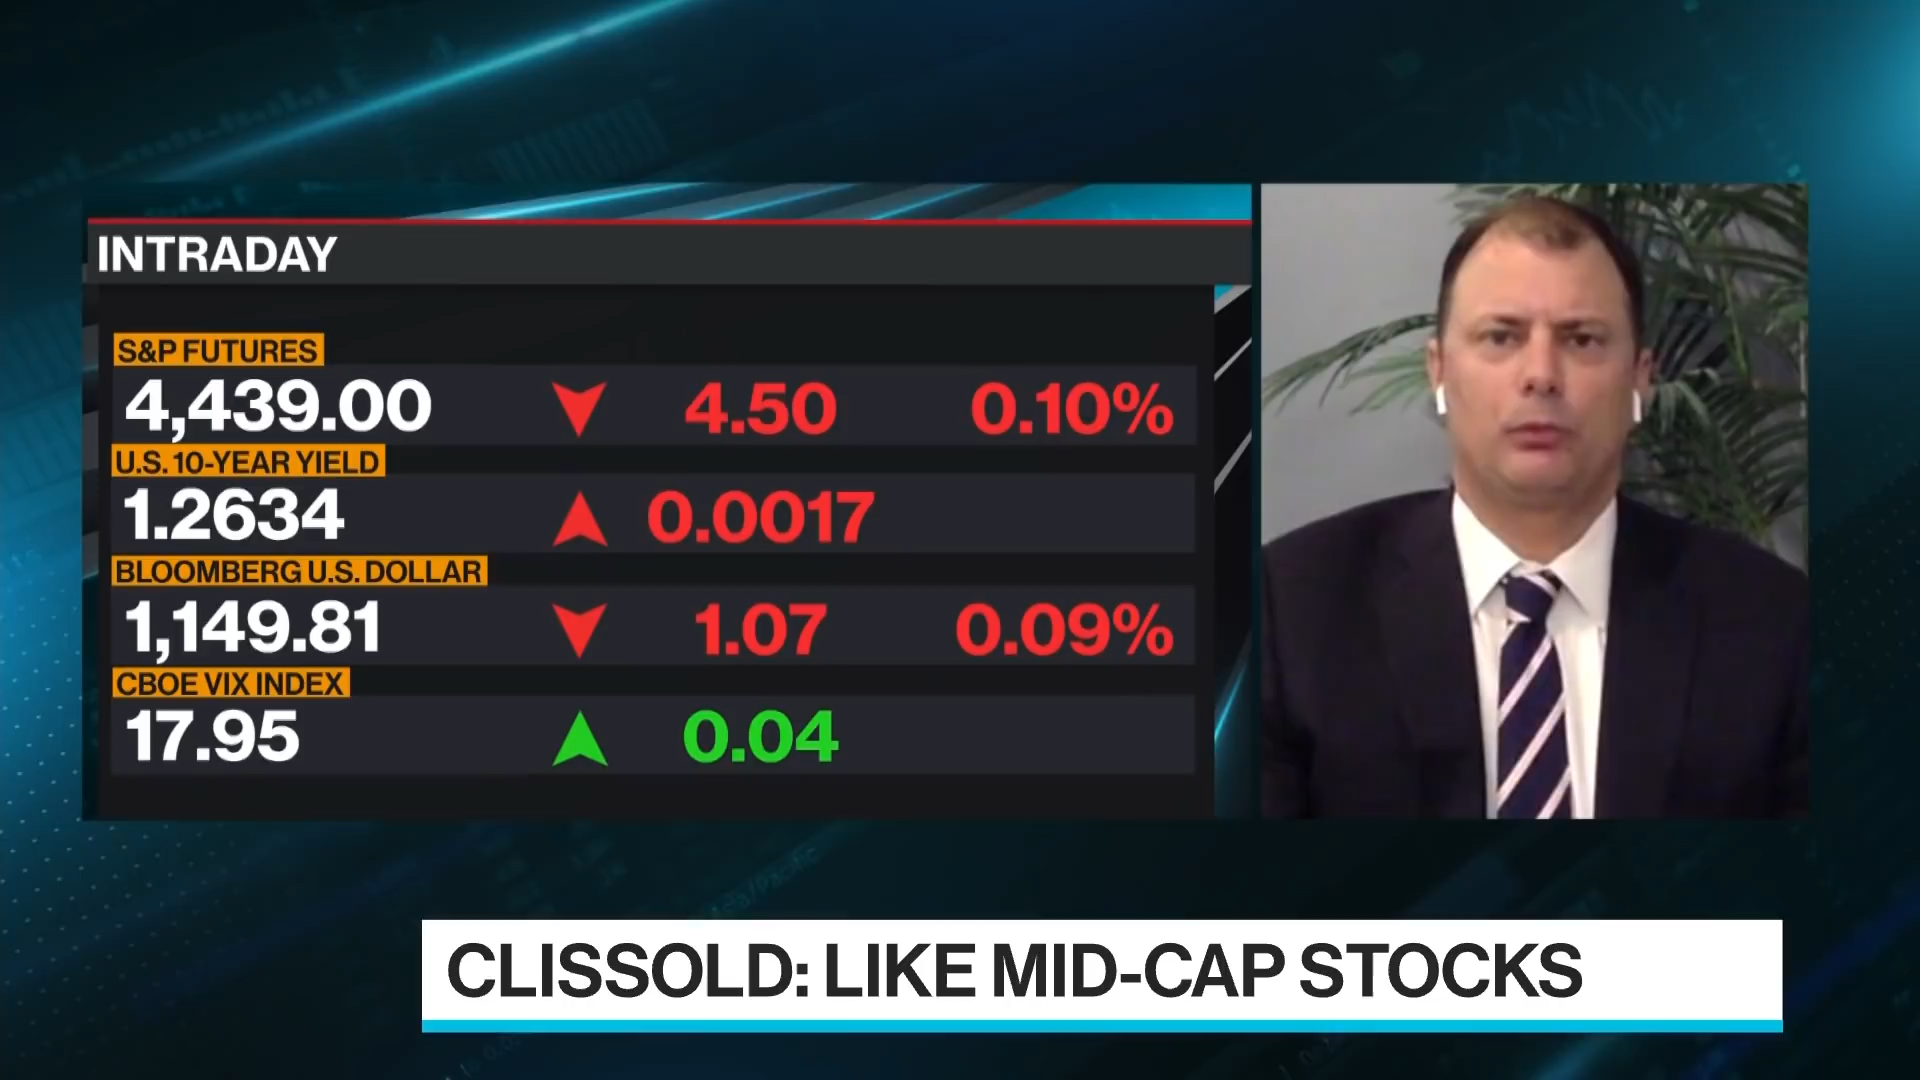 INTRADAY
S&P FUTURES
4,439.00 4.50 0.10%
U.S. 10-YEAR YIELD
1.2634 0.0017
BLOOMBERG U.S. DOLLAR
1,149.81 1.07 0.09%
CBOE VIX INDEX
17.95 0.04
CLISSOLD: LIKE MID-CAP STOCKS